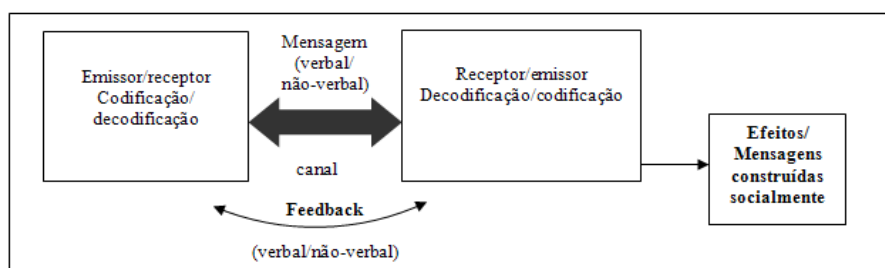 Emissor/receptor
Codificação/
decodificação
Mensagem
(verbal/
não-verbal)
canal
Receptor/emissor
Decodificação/codificação
Feedback
(verbal/não-verbal)
Efeitos/
Mensagens
construídas
socialmente